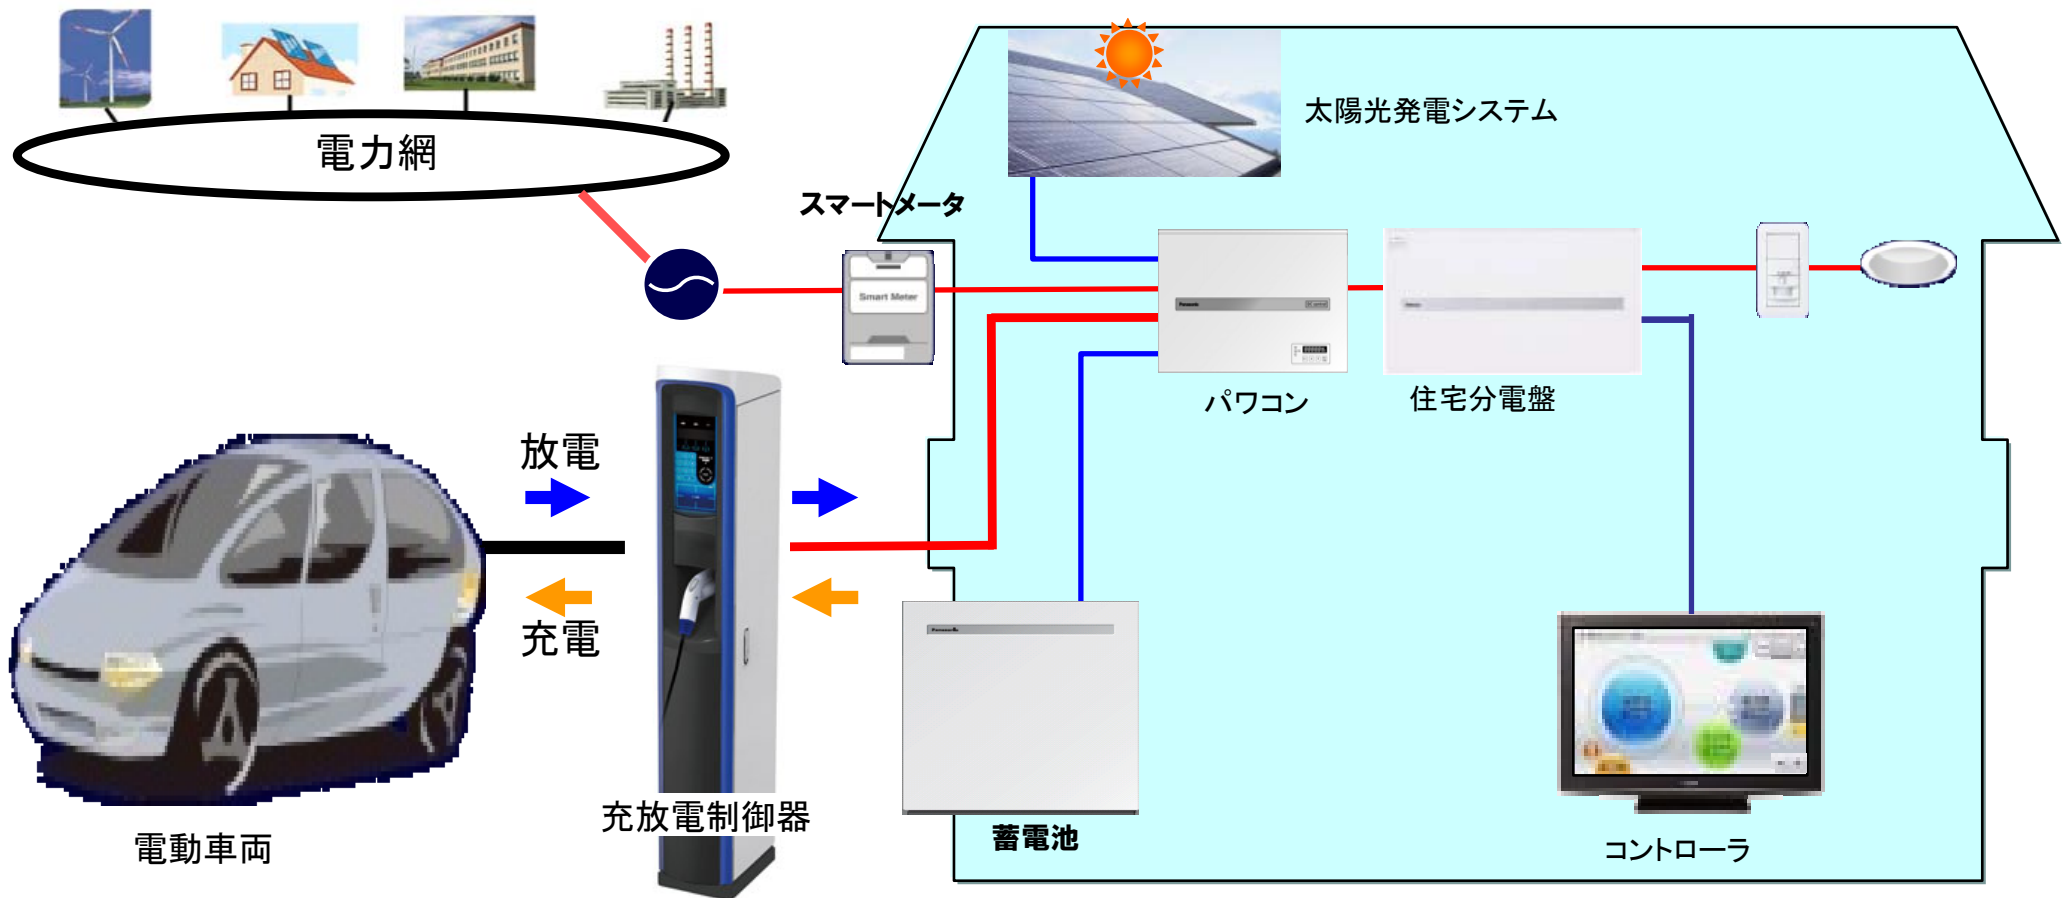 電力網
太陽光発電システム
スマートメータ
Smart Meter
Panasonic
パワコン
住宅分電盤
放電
充電
Panasonic
充放電制御器
蓄電池
電動車両
コントローラ